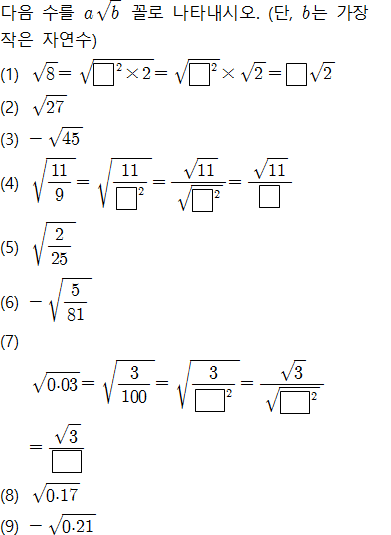 다음 수를 a√b 꼴로 나타내시오. (단, b는 가장
작은 자연수)
(1) √8 = √(□²×2) = √(□²) × √2 = □√2
(2) √27
(3) −√45
(4) √(11/9) = √(11/□²) = √11/√(□²) = √11/□
(5) √(2/25)
(6) −√(5/81)
(7)
√0.03 = √(3/100) = √(3/□²) = √3/√(□²)
= √3/□
(8) √0.17
(9) −√0.21